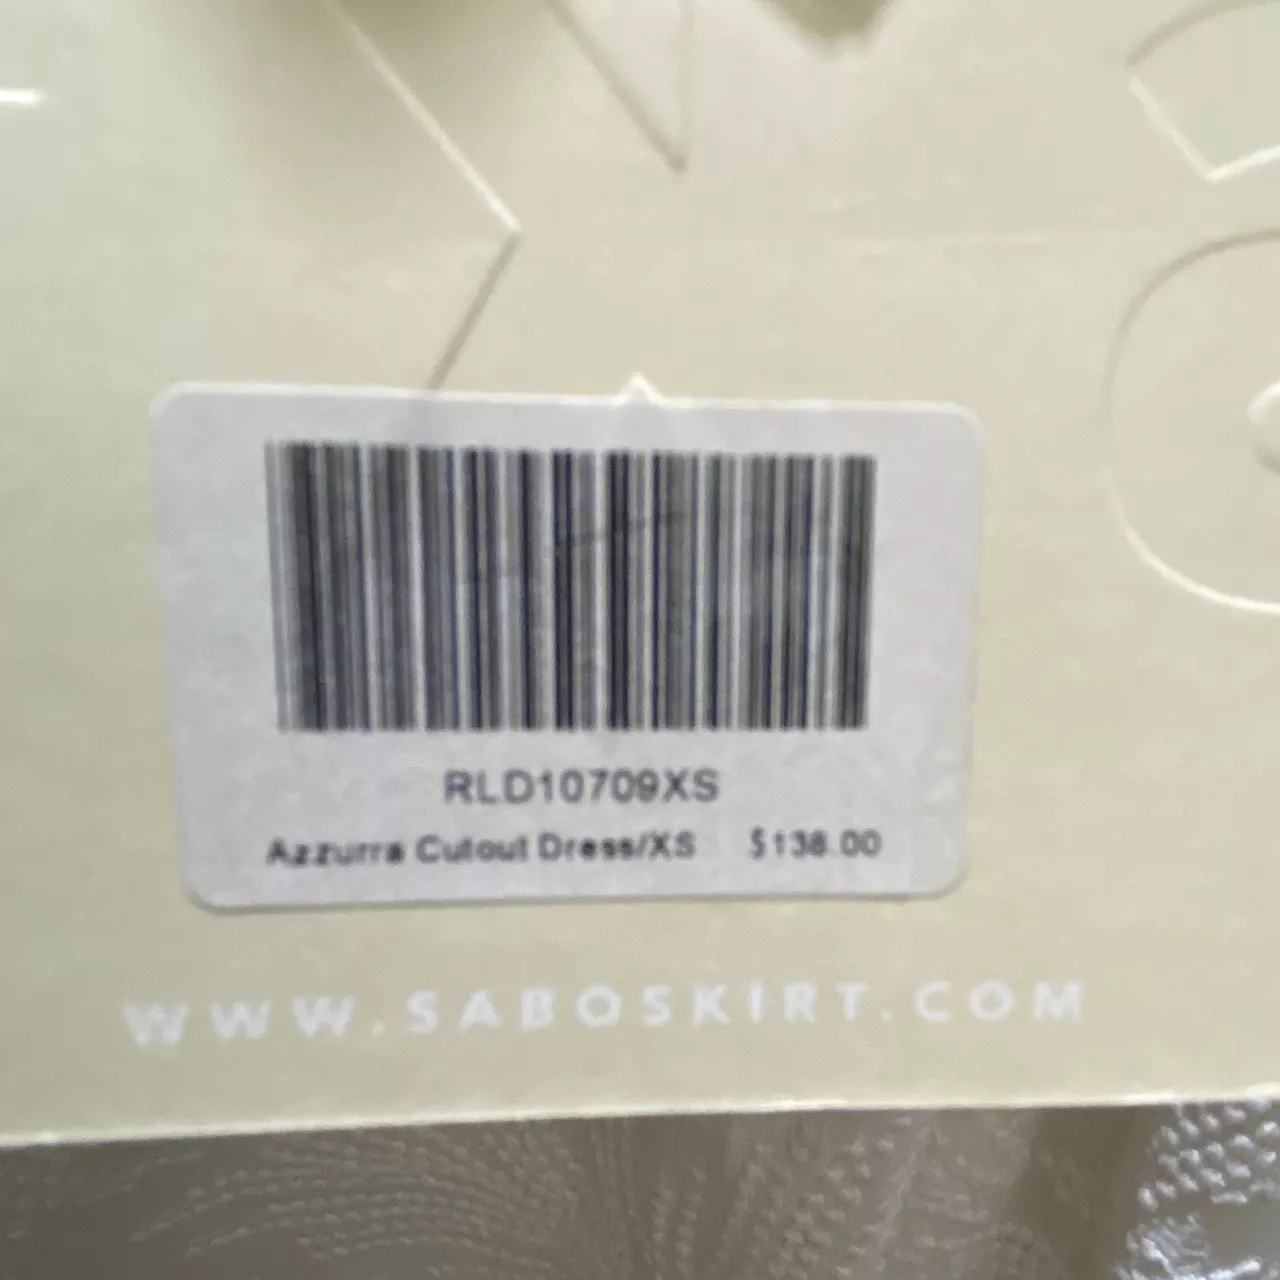 RLD10709XS
Azzurra Cutout Dress/XS $138.00
WWW.SABOSKIRT.COM